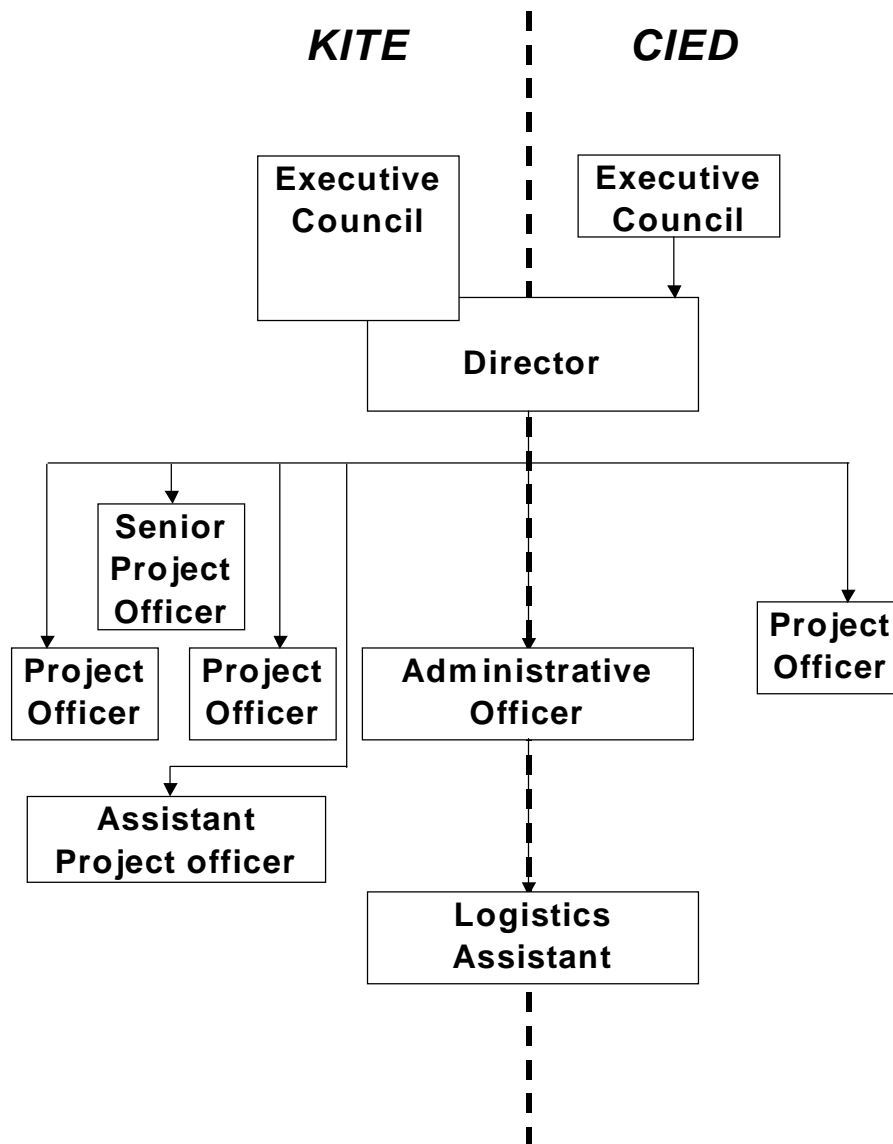 KITE
CIED
Executive
Council
Executive
Council
Director
Senior
Project
Officer
Project
Officer
Project
Officer
Administrative
Officer
Project
Officer
Assistant
Project officer
Logistics
Assistant